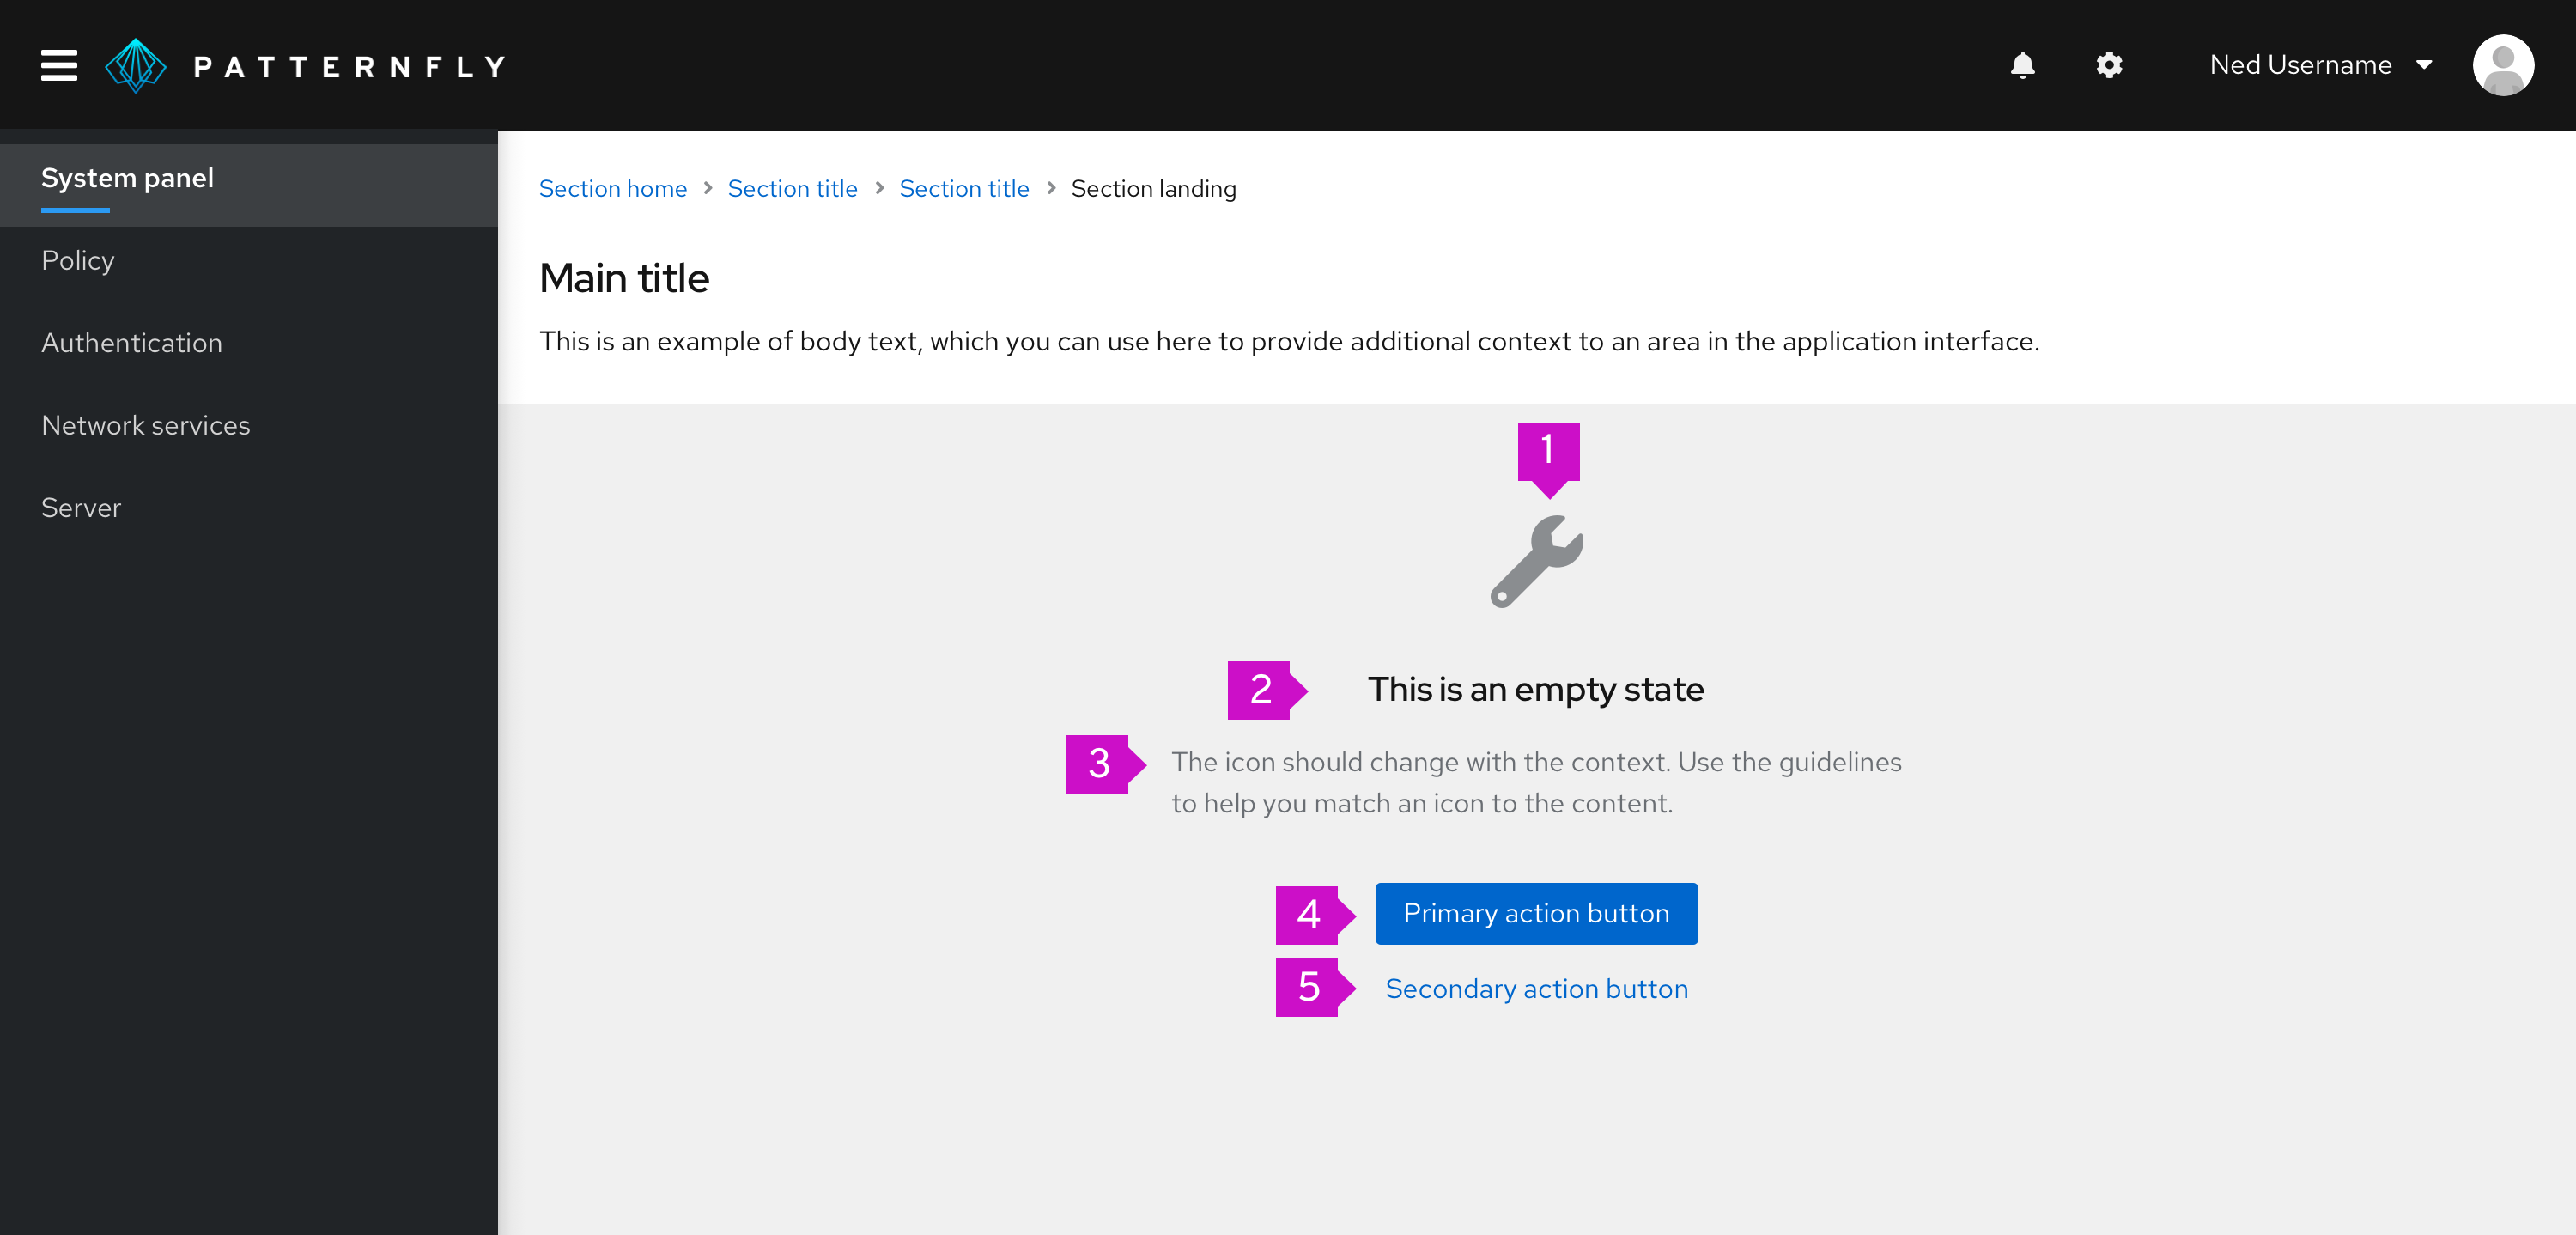 PATTERNFLY
Ned Username
System panel
Policy
Authentication
Network services
Server
Section home > Section title > Section title > Section landing
Main title
This is an example of body text, which you can use here to provide additional context to an area in the application interface.
1
2 This is an empty state
3 The icon should change with the context. Use the guidelines
to help you match an icon to the content.
4 Primary action button
5 Secondary action button